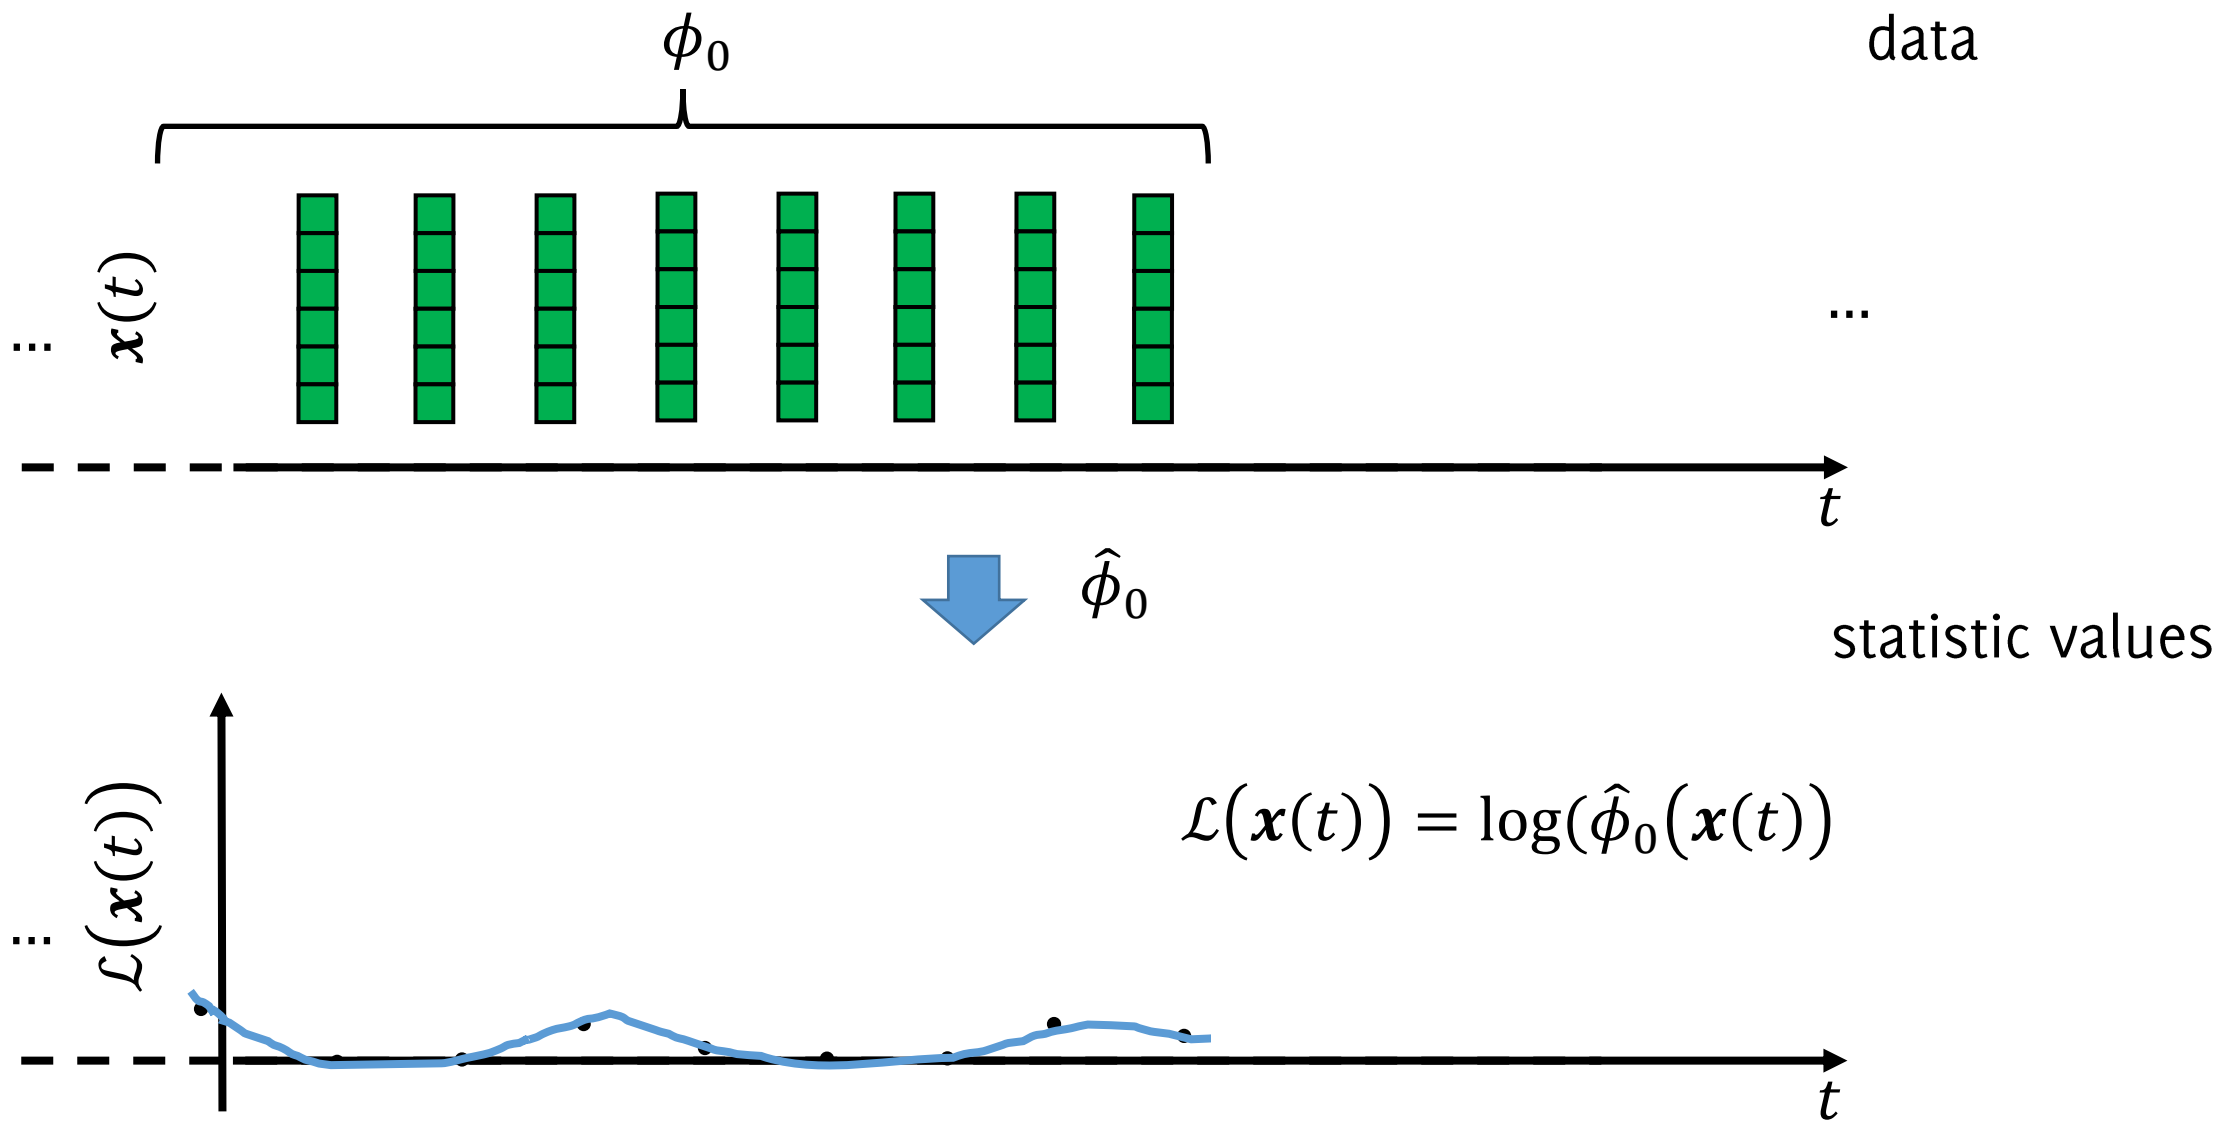 ϕ₀
data
x(t)
...
...
t
ϕ̂₀
statistic values
ℒ(x(t))
ℒ(x(t)) = log(ϕ̂₀(x(t))
...
t